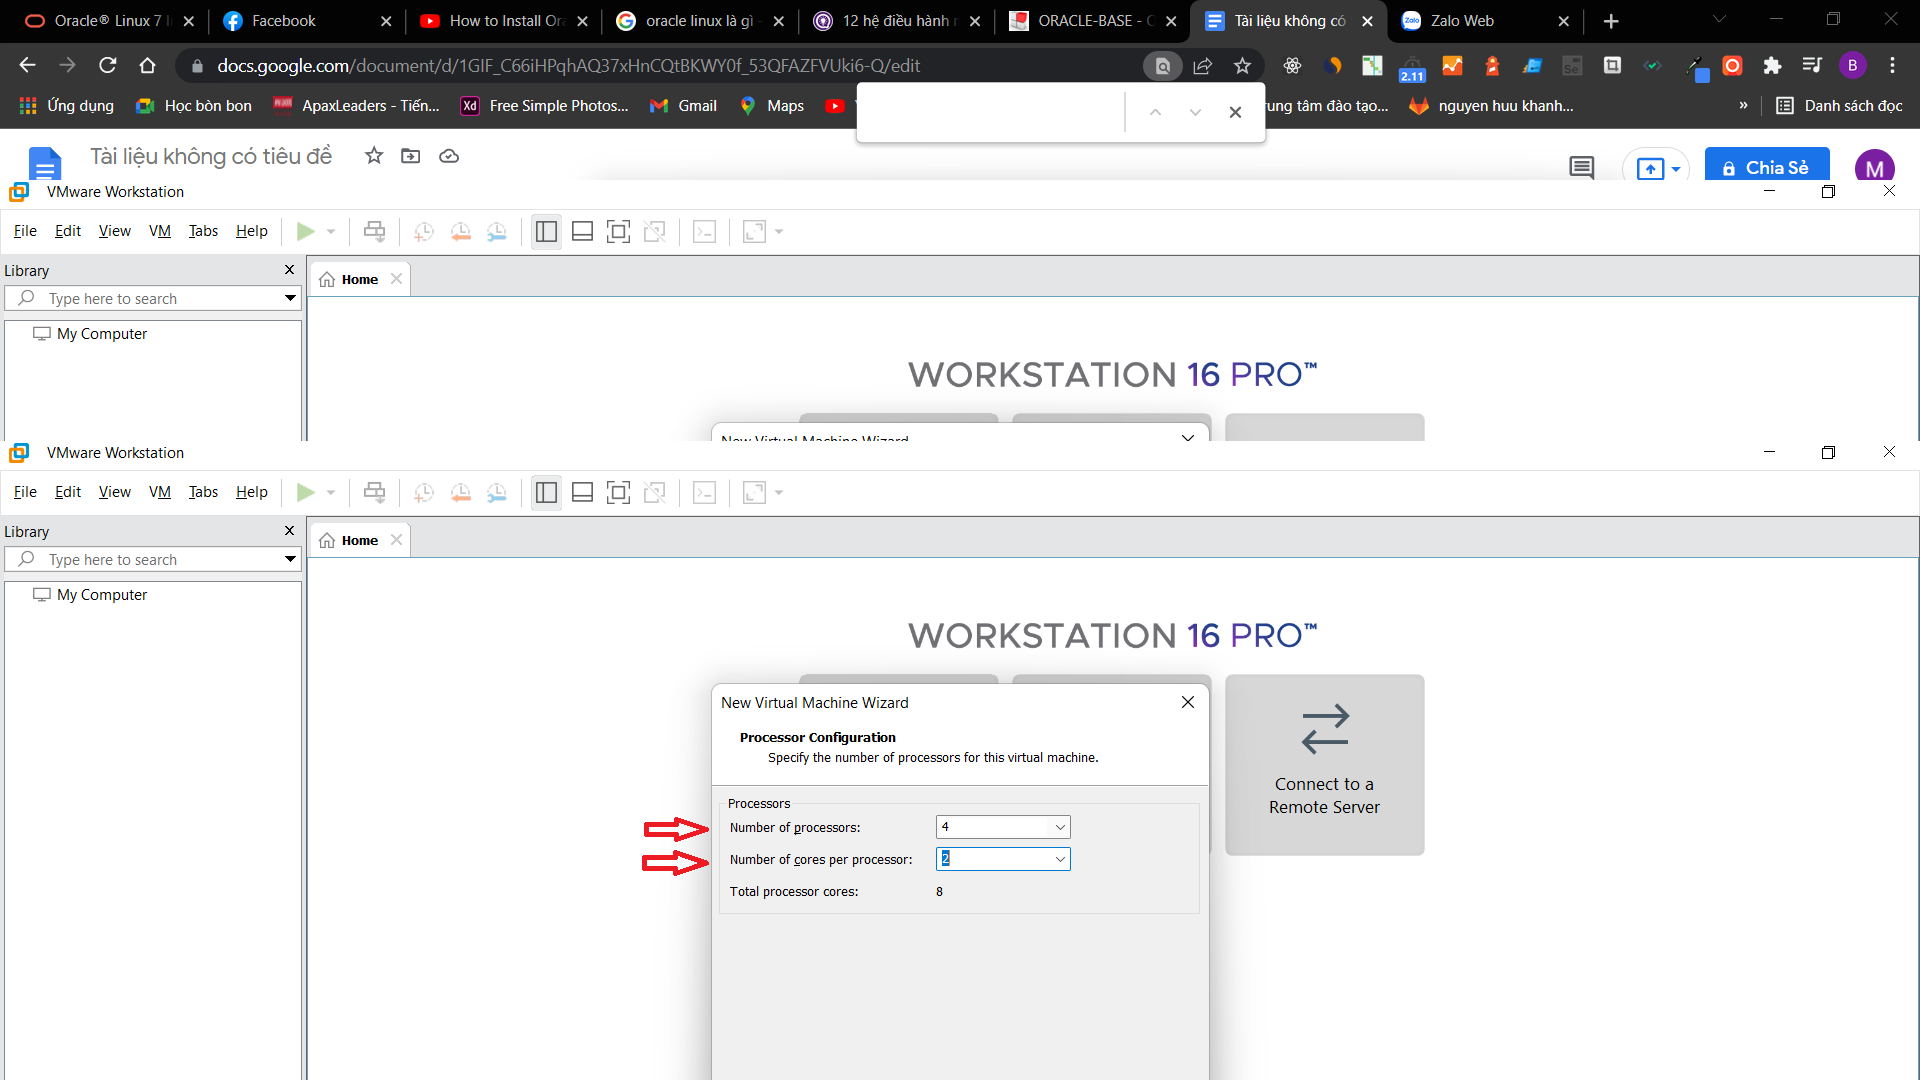 Oracle® Linux 7 I
Facebook
How to Install Ora
oracle linux là gì -
12 hệ điều hành
ORACLE-BASE - O
Tài liệu không có
Zalo
Zalo Web
docs.google.com/document/d/1GIF_C66iHPqhAQ37xHnCQtBKWY0f_53QFAZFVUki6-Q/edit
2.11
Se
B
Ứng dụng
Học bòn bon
ApaxLeaders - Tiến...
Xd
Free Simple Photos...
Gmail
Maps
rung tâm đào tạo...
nguyen huu khanh...
»
Danh sách đọc
Tài liệu không có tiêu đề
Chia Sẻ
M
VMware Workstation
File Edit View VM Tabs Help
Library
Home
Type here to search
My Computer
WORKSTATION 16 PRO™
New Virtual Machine Wizard
VMware Workstation
File Edit View VM Tabs Help
Library
Home
Type here to search
My Computer
WORKSTATION 16 PRO™
New Virtual Machine Wizard
Processor Configuration
Specify the number of processors for this virtual machine.
Connect to a
Remote Server
Processors
Number of processors: 4
Number of cores per processor: 2
Total processor cores: 8